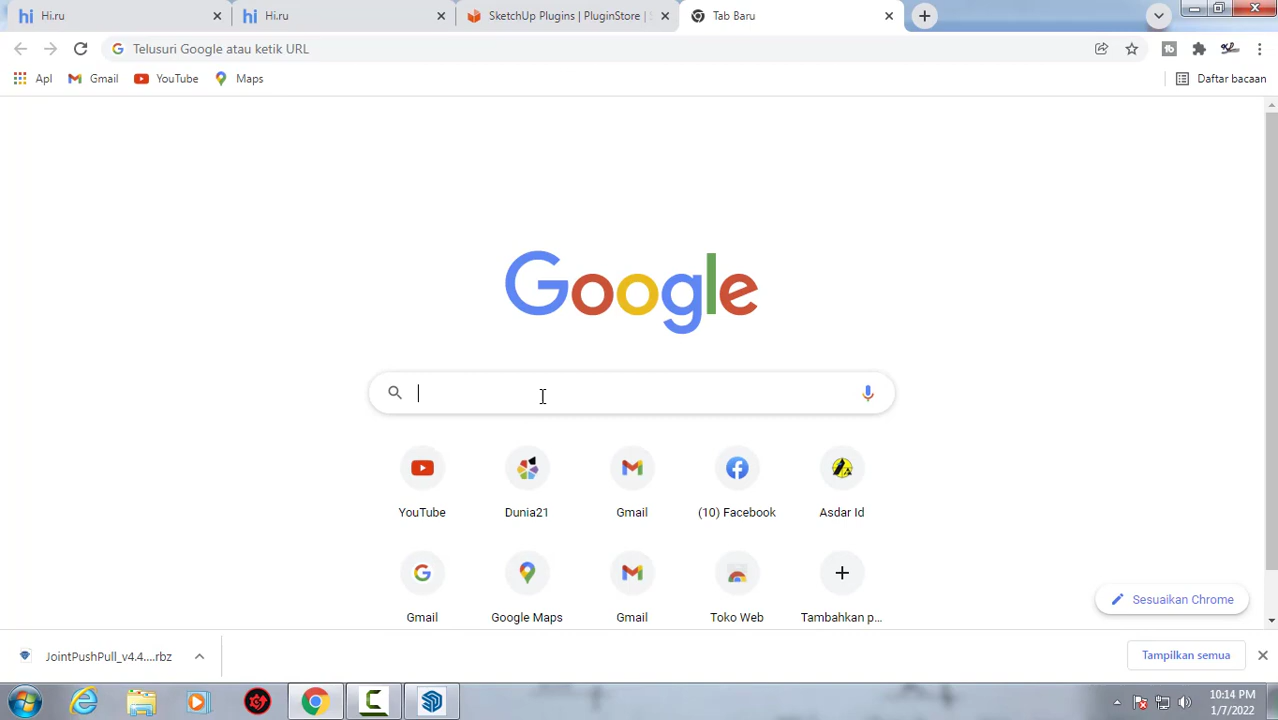 Hi.ru
Hi.ru
SketchUp Plugins | PluginStore |
Tab Baru
Telusuri Google atau ketik URL
Apl
Gmail
YouTube
Maps
Daftar bacaan
Google
YouTube
Dunia21
Gmail
(10) Facebook
Asdar Id
Gmail
Google Maps
Gmail
Toko Web
Tambahkan p...
Sesuaikan Chrome
JointPushPull_v4.4....rbz
Tampilkan semua
10:14 PM
1/7/2022